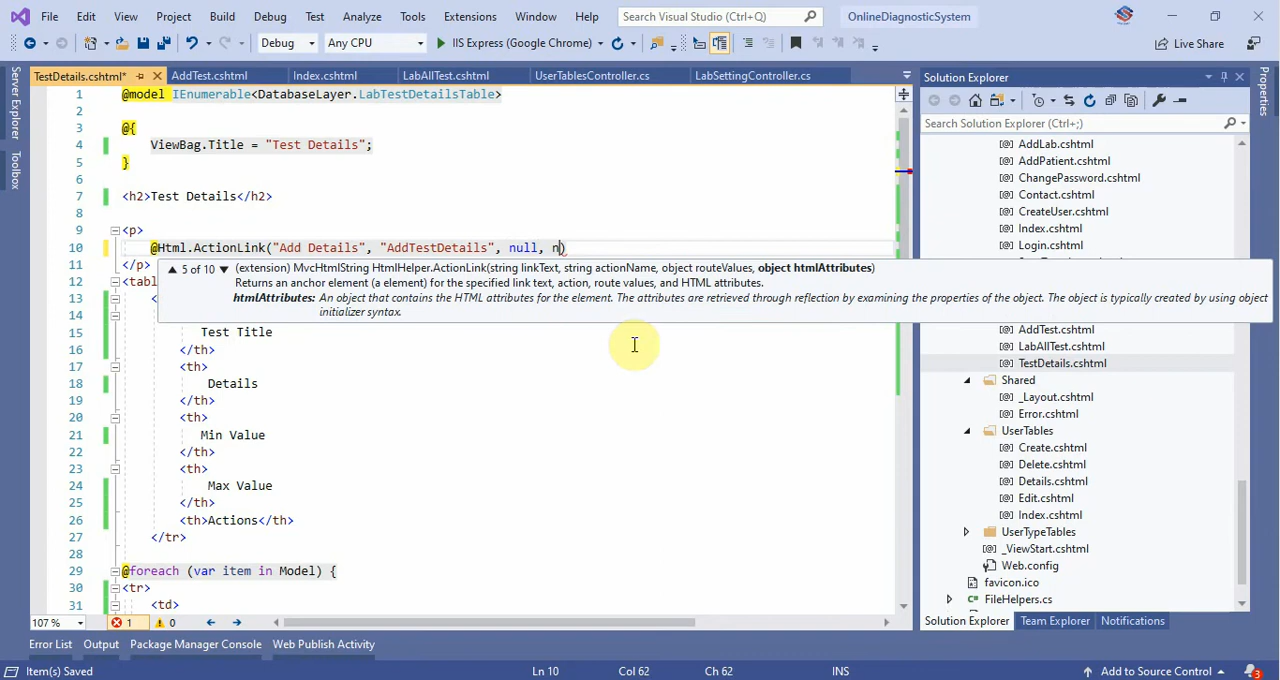 File Edit View Project Build Debug Test Analyze Tools Extensions Window Help Search Visual Studio (Ctrl+Q) OnlineDiagnosticSystem
Debug Any CPU IIS Express (Google Chrome) Live Share
TestDetails.cshtml* AddTest.cshtml Index.cshtml LabAllTest.cshtml UserTablesController.cs LabSettingController.cs
Server Explorer
Toolbox
1 @model IEnumerable<DatabaseLayer.LabTestDetailsTable>
2
3 @{
4 ViewBag.Title = "Test Details";
5 }
6
7 <h2>Test Details</h2>
8
9 <p>
10 @Html.ActionLink("Add Details", "AddTestDetails", null, n)
11 </p>
5 of 10 (extension) MvcHtmlString HtmlHelper.ActionLink(string linkText, string actionName, object routeValues, object htmlAttributes)
Returns an anchor element (a element) for the specified link text, action, route values, and HTML attributes.
htmlAttributes: An object that contains the HTML attributes for the element. The attributes are retrieved through reflection by examining the properties of the object. The object is typically created by using object
initializer syntax.
12 <tabl
13 <
14
15 Test Title
16 </th>
17 <th>
18 Details
19 </th>
20 <th>
21 Min Value
22 </th>
23 <th>
24 Max Value
25 </th>
26 <th>Actions</th>
27 </tr>
28
29 @foreach (var item in Model) {
30 <tr>
31 <td>
107 % 1 0
Error List Output Package Manager Console Web Publish Activity
Item(s) Saved Ln 10 Col 62 Ch 62 INS Add to Source Control 3
Solution Explorer
Search Solution Explorer (Ctrl+;)
AddLab.cshtml
AddPatient.cshtml
ChangePassword.cshtml
Contact.cshtml
CreateUser.cshtml
Index.cshtml
Login.cshtml
AddTest.cshtml
LabAllTest.cshtml
TestDetails.cshtml
Shared
_Layout.cshtml
Error.cshtml
UserTables
Create.cshtml
Delete.cshtml
Details.cshtml
Edit.cshtml
Index.cshtml
UserTypeTables
_ViewStart.cshtml
Web.config
favicon.ico
FileHelpers.cs
Solution Explorer Team Explorer Notifications
Properties